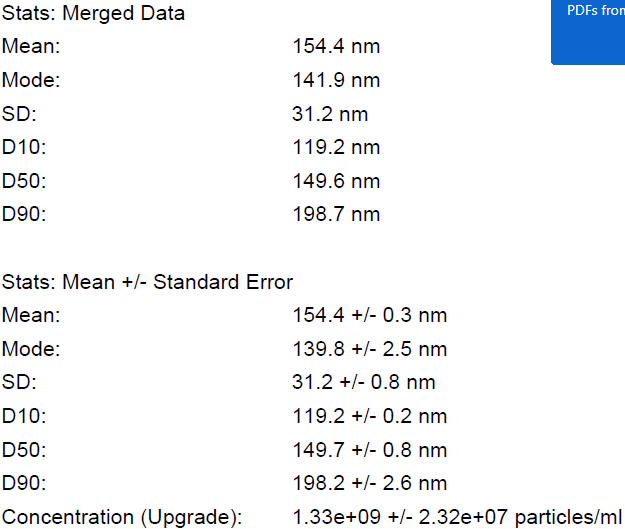 Stats: Merged Data
Mean: 154.4 nm
Mode: 141.9 nm
SD: 31.2 nm
D10: 119.2 nm
D50: 149.6 nm
D90: 198.7 nm
Stats: Mean +/- Standard Error
Mean: 154.4 +/- 0.3 nm
Mode: 139.8 +/- 2.5 nm
SD: 31.2 +/- 0.8 nm
D10: 119.2 +/- 0.2 nm
D50: 149.7 +/- 0.8 nm
D90: 198.2 +/- 2.6 nm
Concentration (Upgrade): 1.33e+09 +/- 2.32e+07 particles/ml
PDFs from